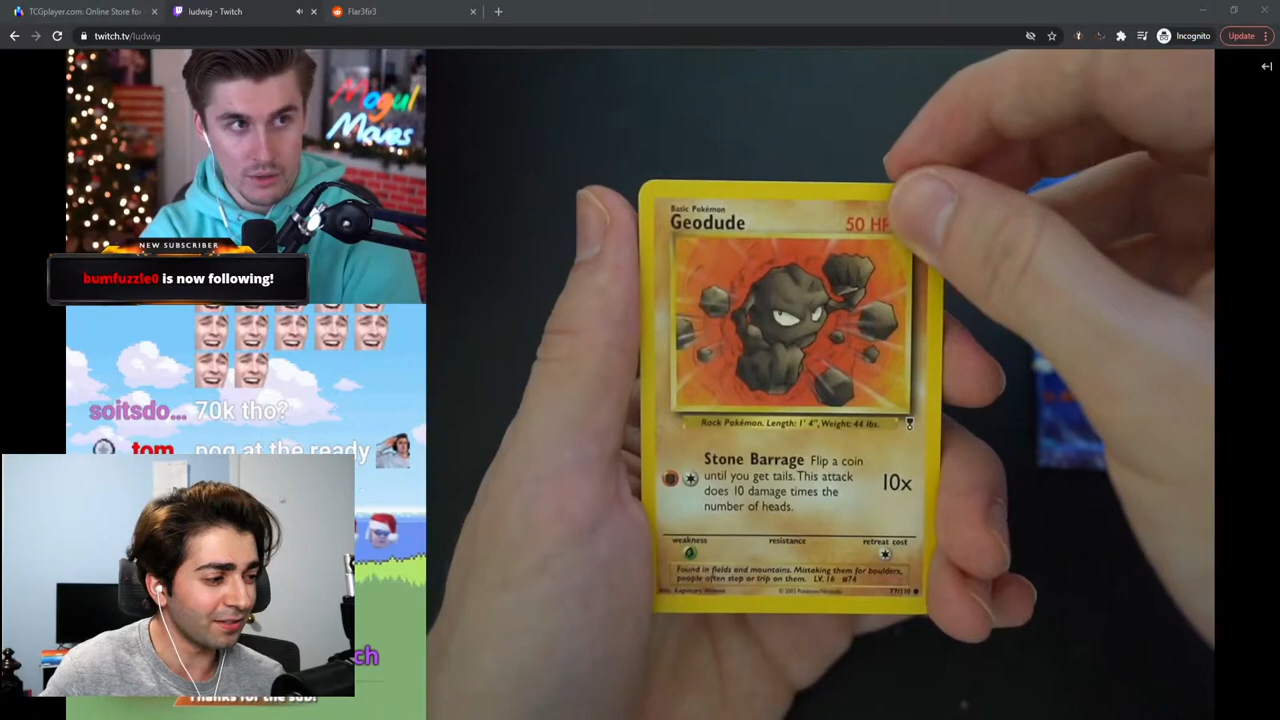 TCGplayer.com: Online Store for
ludwig - Twitch
Flar3fir3
twitch.tv/ludwig
Incognito
Update
Mogul
Moves
NEW SUBSCRIBER
bumfuzzle0 is now following!
soitsdo... 70k tho?
tom pog at the ready
ch
Thanks for the sub!
Basic Pokémon
Geodude
50 HP
Rock Pokémon. Length: 1' 4", Weight: 44 lbs.
Stone Barrage Flip a coin
until you get tails. This attack
does 10 damage times the
number of heads.
10x
weakness
resistance
retreat cost
Found in fields and mountains. Mistaking them for boulders,
people often step or trip on them. LV. 16 #74
77/110